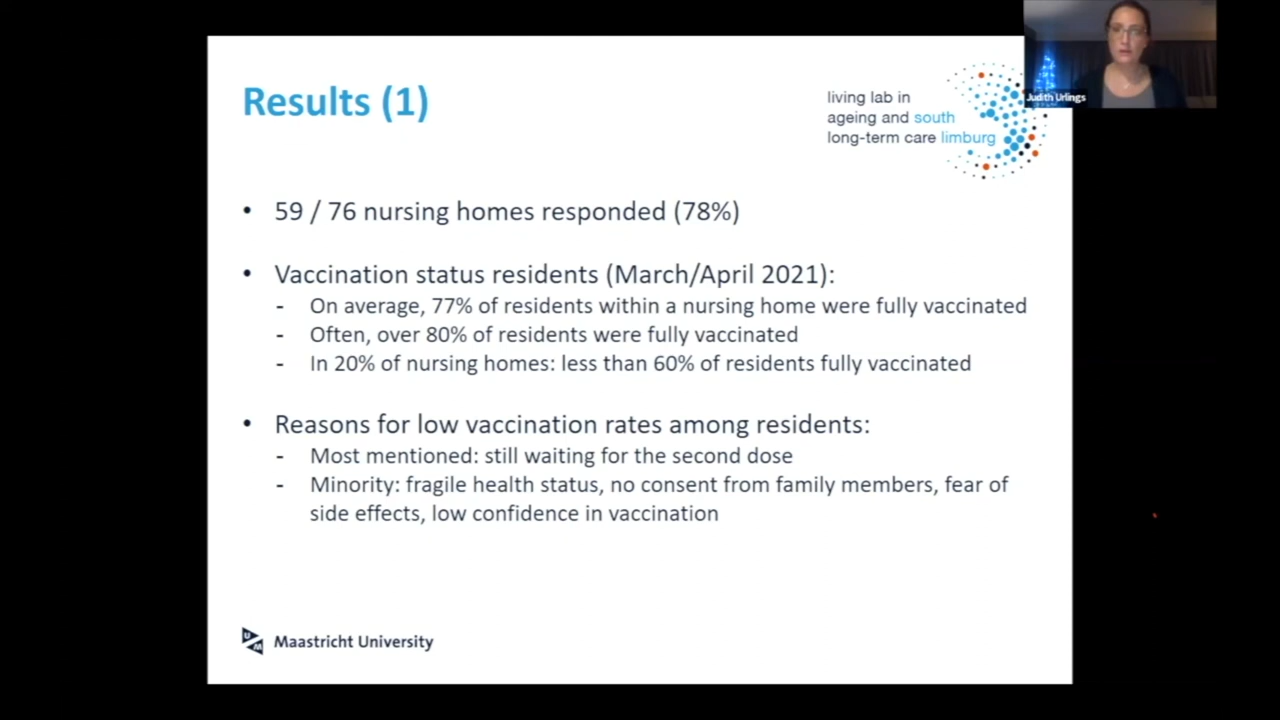 Results (1)
living lab in
ageing and south
long-term care limburg
Judith Urlings
• 59 / 76 nursing homes responded (78%)
• Vaccination status residents (March/April 2021):
- On average, 77% of residents within a nursing home were fully vaccinated
- Often, over 80% of residents were fully vaccinated
- In 20% of nursing homes: less than 60% of residents fully vaccinated
• Reasons for low vaccination rates among residents:
- Most mentioned: still waiting for the second dose
- Minority: fragile health status, no consent from family members, fear of
side effects, low confidence in vaccination
UM
Maastricht University